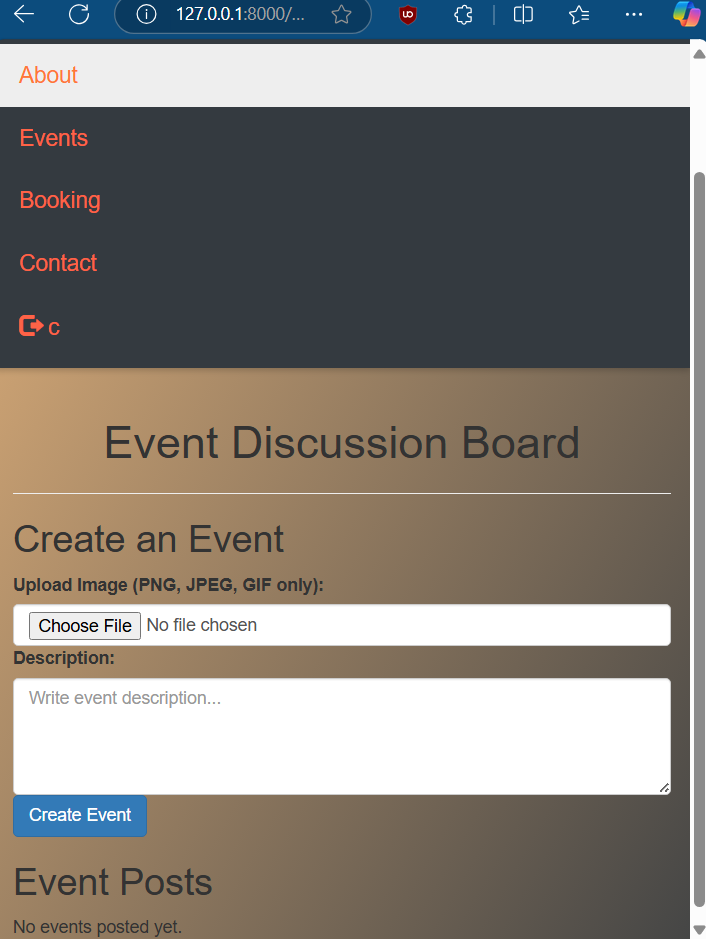 127.0.0.1:8000/...
About
Events
Booking
Contact
c
Event Discussion Board
Create an Event
Upload Image (PNG, JPEG, GIF only):
Choose File No file chosen
Description:
Write event description...
Create Event
Event Posts
No events posted yet.